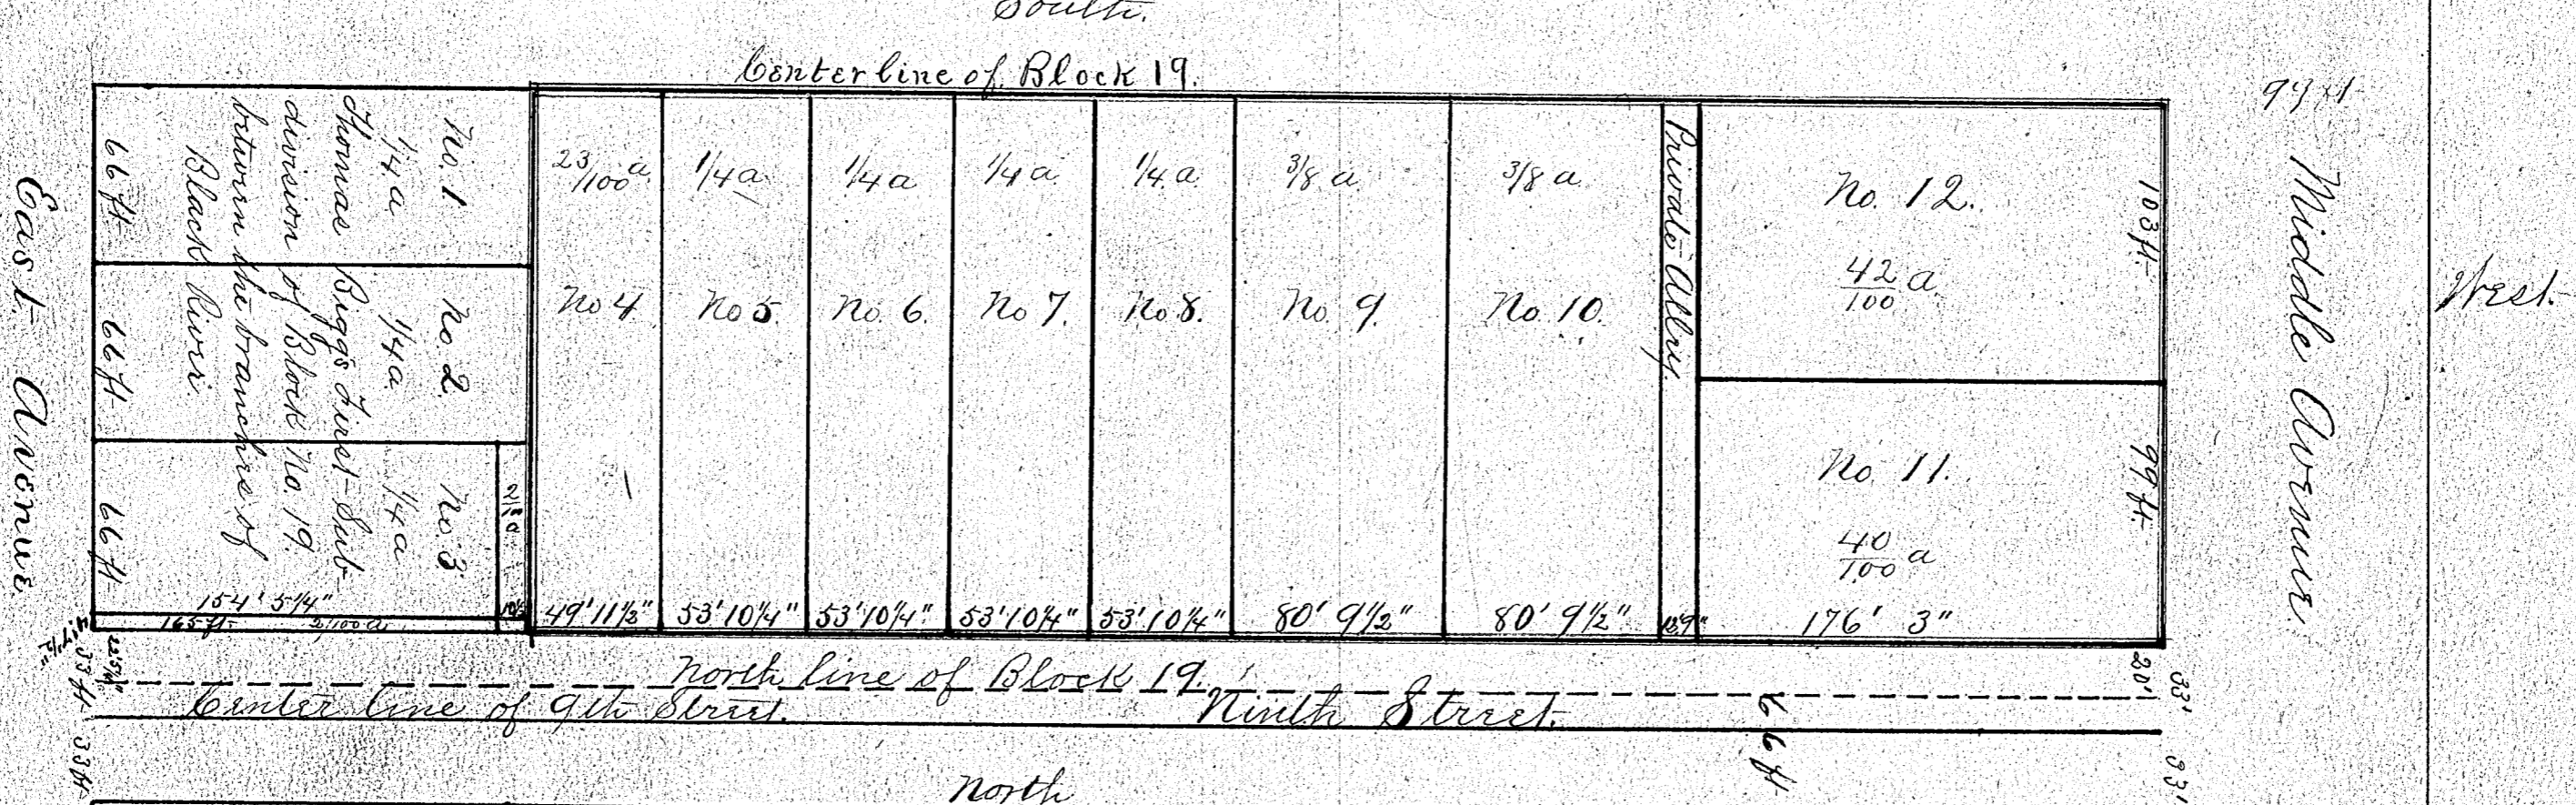 South.
Center line of Block 19.
East Avenue
No. 1
1/4 a
66 ft
No 2.
1/4 a
66 ft
No 3
1/4 a
66 ft
Thomas Biggs First Sub-
division of Block No. 19.
between the branches of
Black River.
154' 5 1/4"
165 ft
2/100 a
2/100 a
23/100 a.
No 4.
49' 11 1/2"
1/4 a
No 5.
53' 10 1/4"
1/4 a
No. 6.
53' 10 1/4"
1/4 a
No 7.
53' 10 1/4"
1/4 a.
No 8.
53' 10 1/4"
3/8 a
No. 9.
80' 9 1/2"
3/8 a.
No. 10.
80' 9 1/2"
Private Alley.
12' 9"
No. 12.
42/100 a
103 ft
No 11.
40/100 a
99 ft
176' 3"
Middle Avenue.
West.
North line of Block 19.
Center line of 9th Street.
Ninth Street.
66 ft
33 ft
33 ft
20'
33'
33'
North